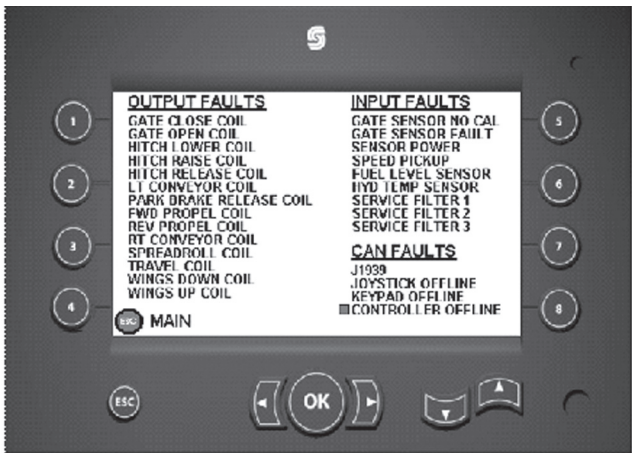 OUTPUT FAULTS
GATE CLOSE COIL
GATE OPEN COIL
HITCH LOWER COIL
HITCH RAISE COIL
HITCH RELEASE COIL
LT CONVEYOR COIL
PARK BRAKE RELEASE COIL
FWD PROPEL COIL
REV PROPEL COIL
RT CONVEYOR COIL
SPREADROLL COIL
TRAVEL COIL
WINGS DOWN COIL
WINGS UP COIL
ESC MAIN
INPUT FAULTS
GATE SENSOR NO CAL
GATE SENSOR FAULT
SENSOR POWER
SPEED PICKUP
FUEL LEVEL SENSOR
HYD TEMP SENSOR
SERVICE FILTER 1
SERVICE FILTER 2
SERVICE FILTER 3
CAN FAULTS
J1939
JOYSTICK OFFLINE
KEYPAD OFFLINE
CONTROLLER OFFLINE
1
2
3
4
5
6
7
8
ESC
OK